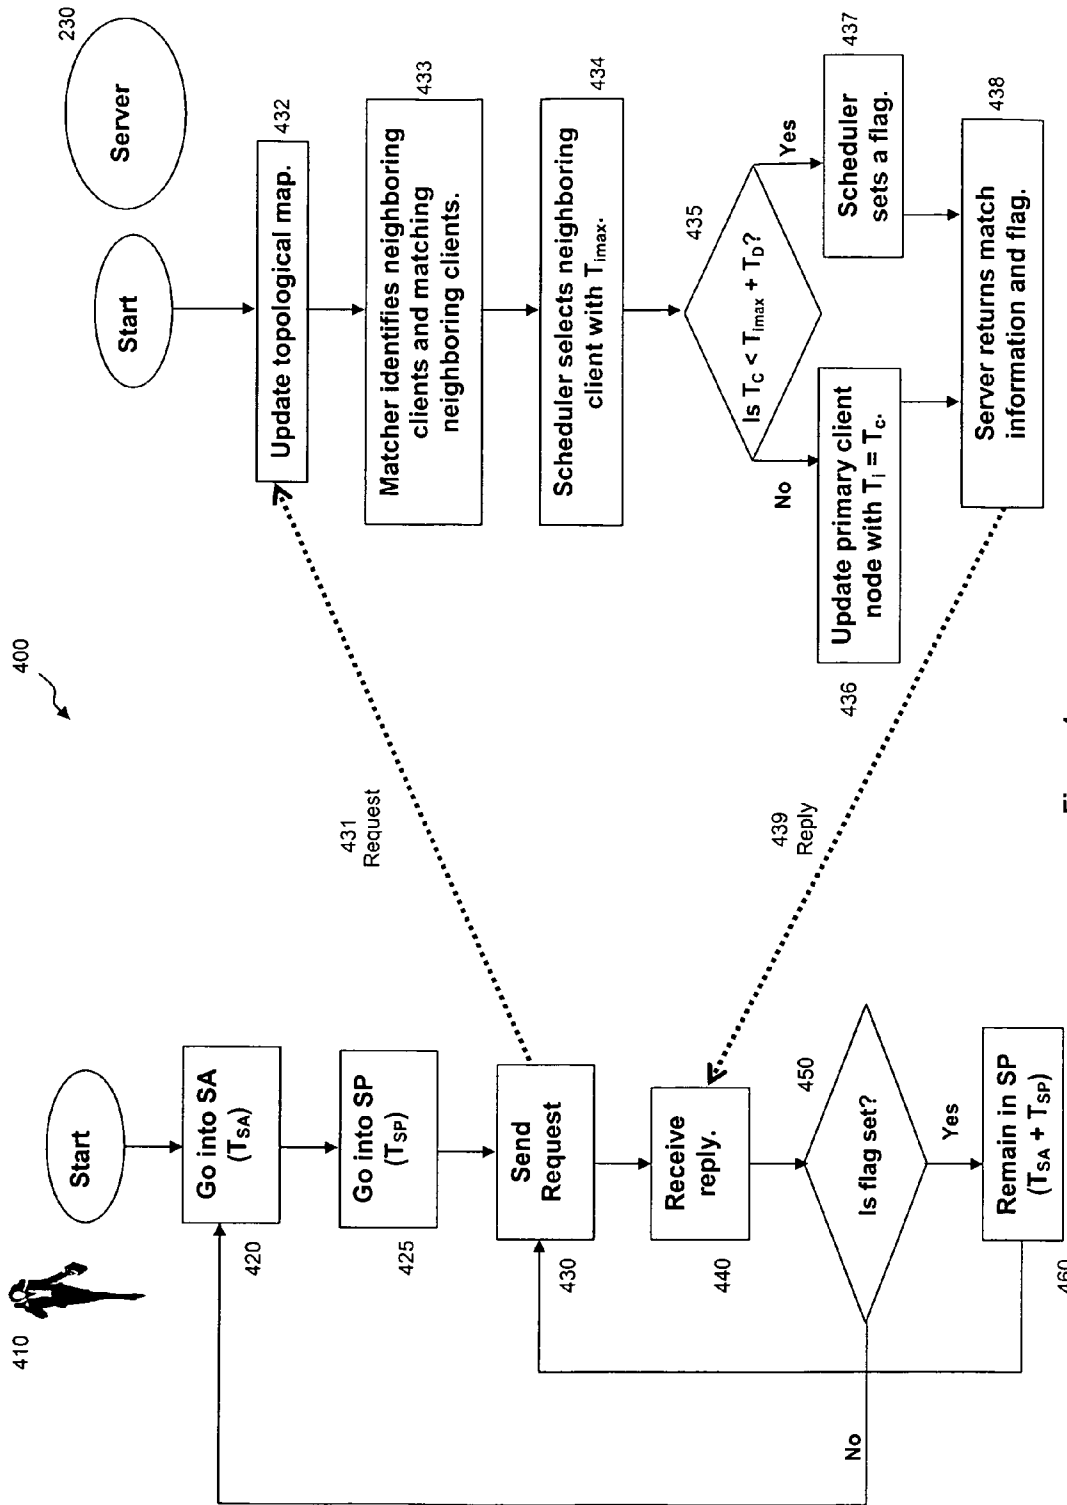 400
410
Start
Go into SA
(TSA)
420
Go into SP
(TSP)
425
Send
Request
430
Receive
reply.
440
Is flag set?
450
Yes
No
Remain in SP
(TSA + TSP)
460
431
Request
439
Reply
Server
230
Start
Update topological map.
432
Matcher identifies neighboring
clients and matching
neighboring clients.
433
Scheduler selects neighboring
client with Timax.
434
Is TC < Timax + TD?
435
No
Yes
Update primary client
node with Ti = Tc.
436
Scheduler
sets a flag.
437
Server returns match
information and flag.
438